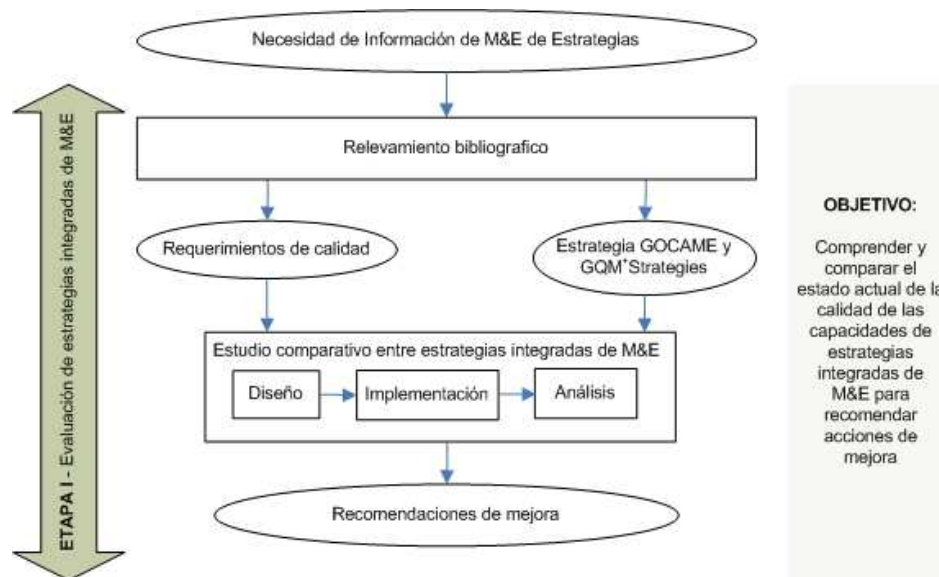 Necesidad de Información de M&E de Estrategias
ETAPA I - Evaluación de estrategias integradas de M&E
Relevamiento bibliografico
Requerimientos de calidad
Estrategia GOCAME y
GQM+Strategies
Estudio comparativo entre estrategias integradas de M&E
Diseño
Implementación
Análisis
Recomendaciones de mejora
OBJETIVO:
Comprender y
comparar el
estado actual de la
calidad de las
capacidades de
estrategias
integradas de
M&E para
recomendar
acciones de
mejora